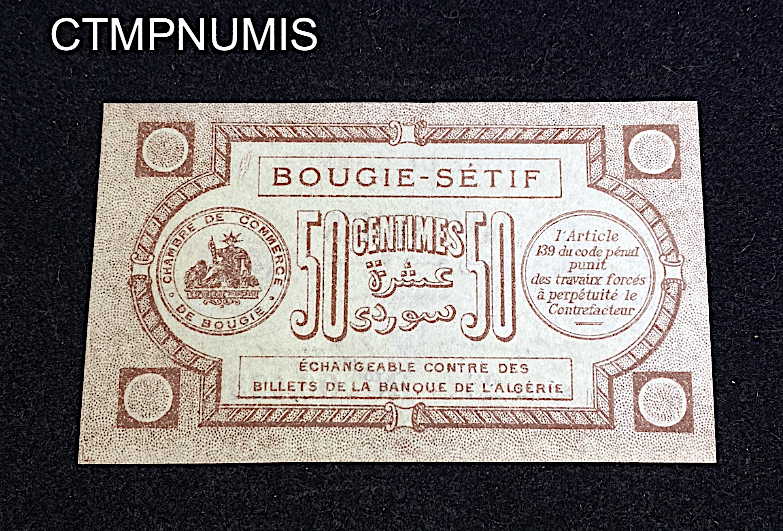 CTMPNUMIS
BOUGIE-SÉTIF
CHAMBRE DE COMMERCE
DE BOUGIE
50 CENTIMES 50
عشرة
سوردي
l'Article
139 du code pénal
punit
des travaux forcés
à perpétuité le
Contrefacteur
ÉCHANGEABLE CONTRE DES
BILLETS DE LA BANQUE DE L'ALGÉRIE